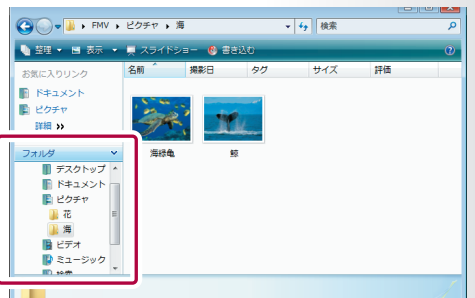 FMV ピクチャ 海 検索
整理 表示 スライドショー 書き込む
お気に入りリンク
ドキュメント
ピクチャ
詳細
名前 撮影日 タグ サイズ 評価
海緑亀 鯨
フォルダ
デスクトップ
ドキュメント
ピクチャ
花
海
ビデオ
ミュージック
検索